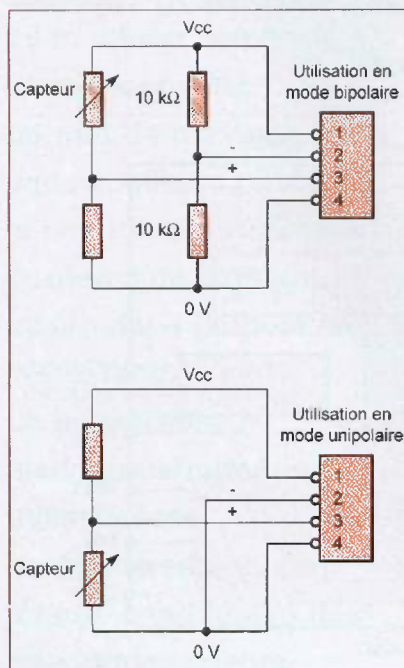 Vcc
Capteur
10 kΩ
-
+
10 kΩ
0 V
Utilisation en
mode bipolaire
1
2
3
4
Vcc
Capteur
-
+
0 V
Utilisation en
mode unipolaire
1
2
3
4